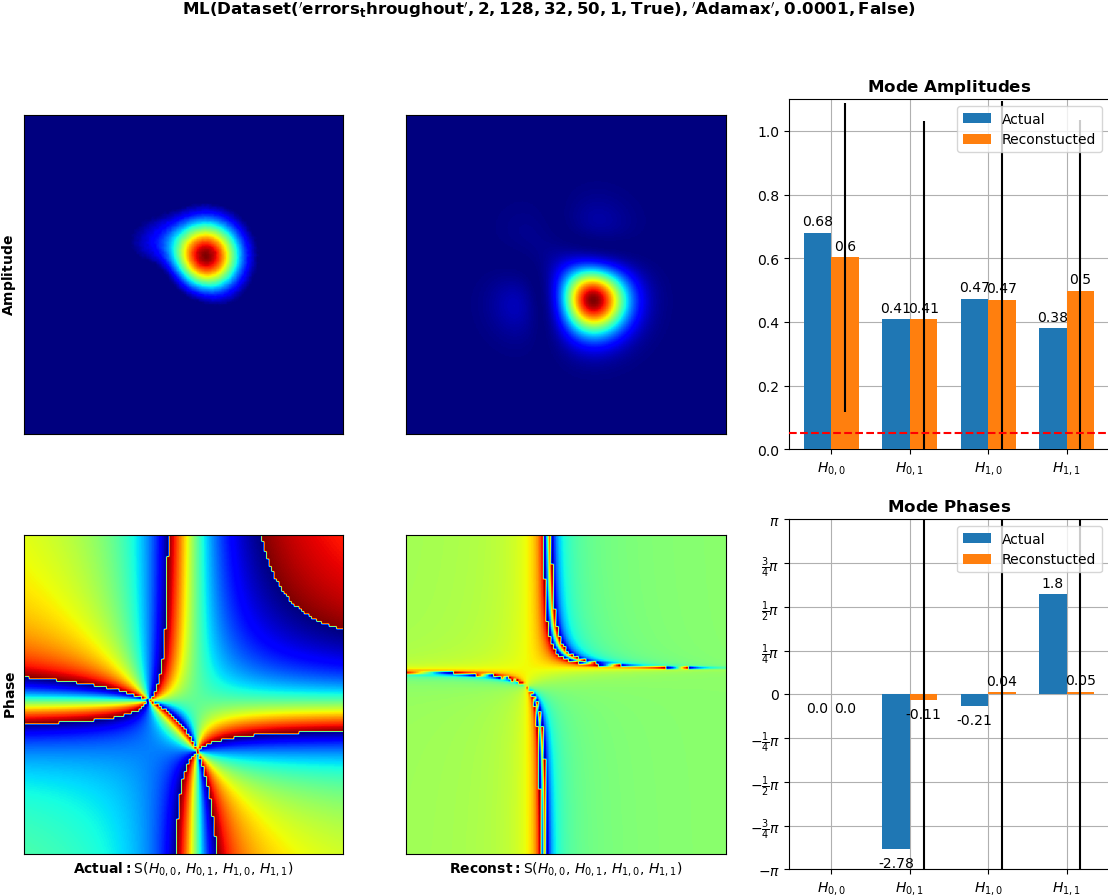 ML(Dataset('errors_throughout', 2, 128, 32, 50, 1, True), 'Adamax', 0.0001, False)
Mode Amplitudes
Amplitude
Actual
Reconstucted
1.0
0.8
0.6
0.4
0.2
0.0
0.68
0.6
0.41
0.41
0.47
0.47
0.38
0.5
H0,0
H0,1
H1,0
H1,1
Mode Phases
Phase
Actual
Reconstucted
π
3/4π
1/2π
1/4π
0
−1/4π
−1/2π
−3/4π
−π
0.0
0.0
-2.78
-0.11
-0.21
0.04
1.8
0.05
H0,0
H0,1
H1,0
H1,1
Actual: S(H0,0, H0,1, H1,0, H1,1)
Reconst: S(H0,0, H0,1, H1,0, H1,1)